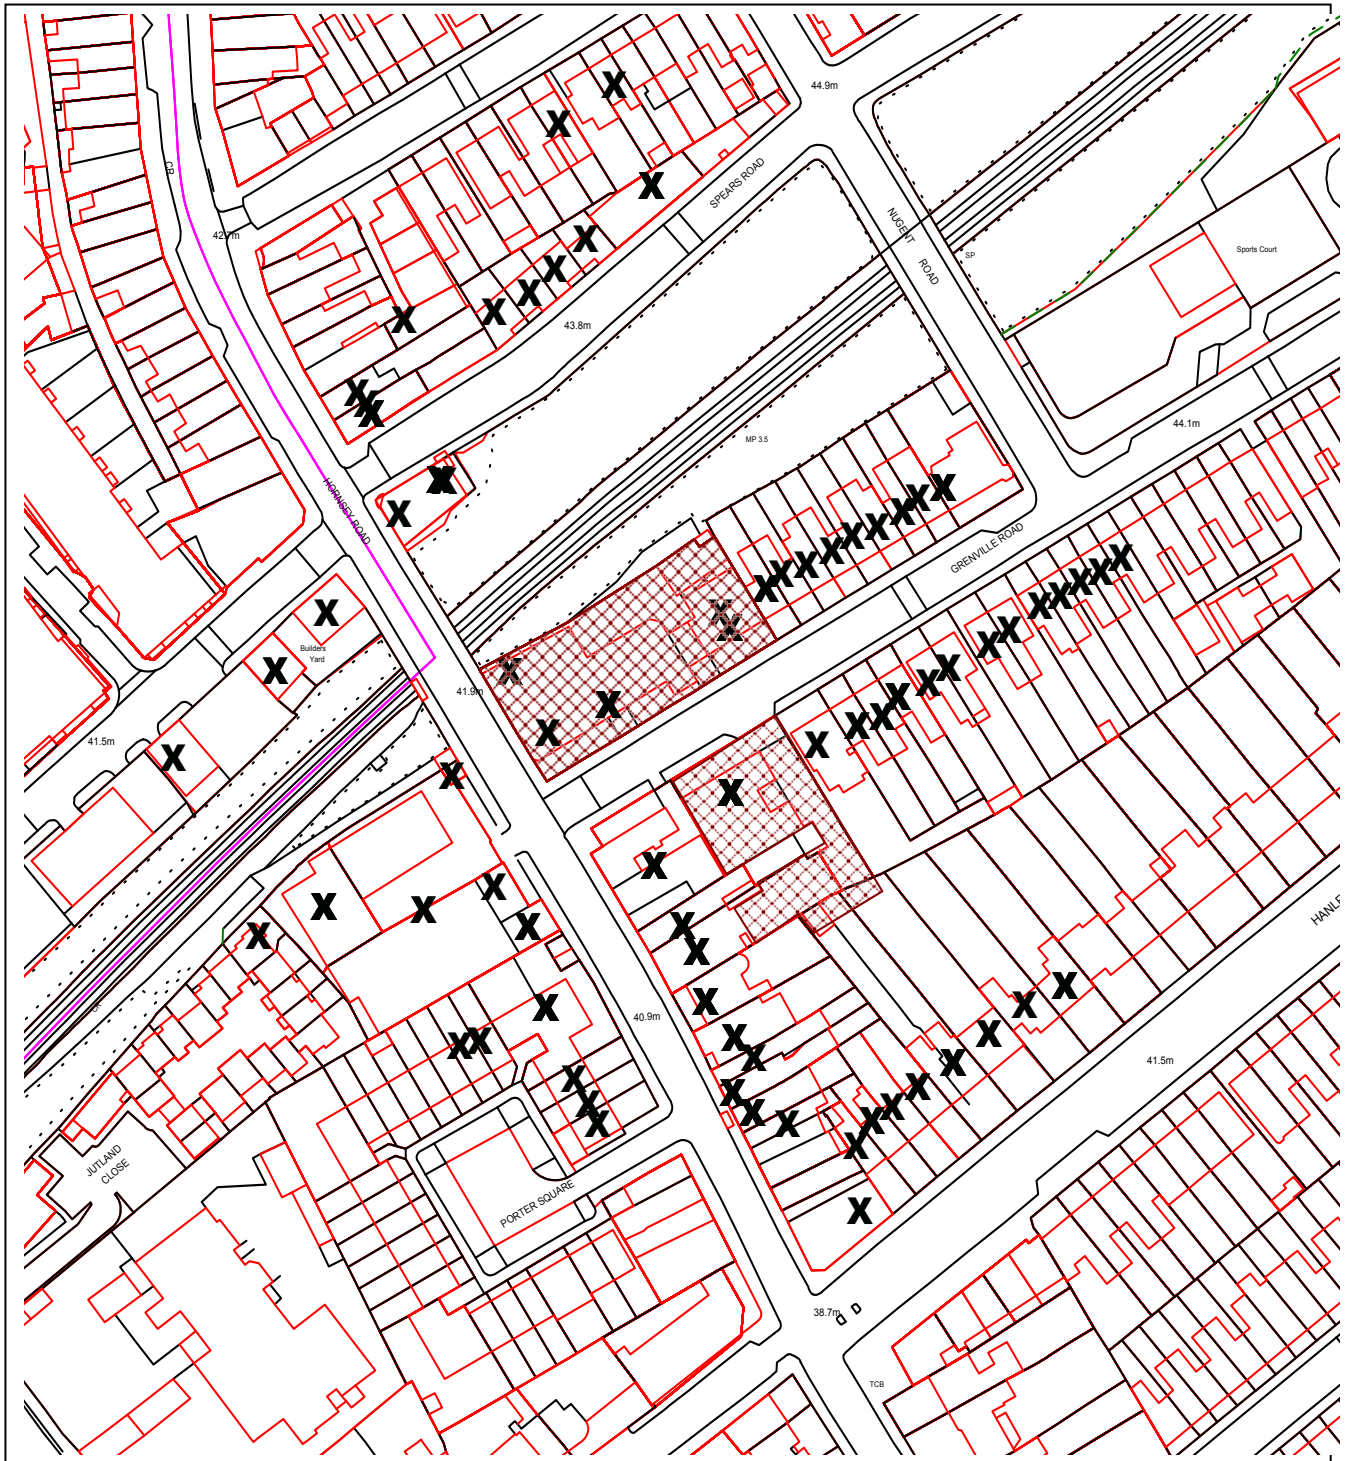 44.9m
CR
SPEARS ROAD
42.7m
NUGENT
ROAD
SP
Sports Court
43.8m
MP 3.5
44.1m
HORNSEY ROAD
GRENVILLE ROAD
Builders
Yard
41.9m
41.5m
40.9m
41.5m
JUTLAND
CLOSE
PORTER SQUARE
38.7m
TCB